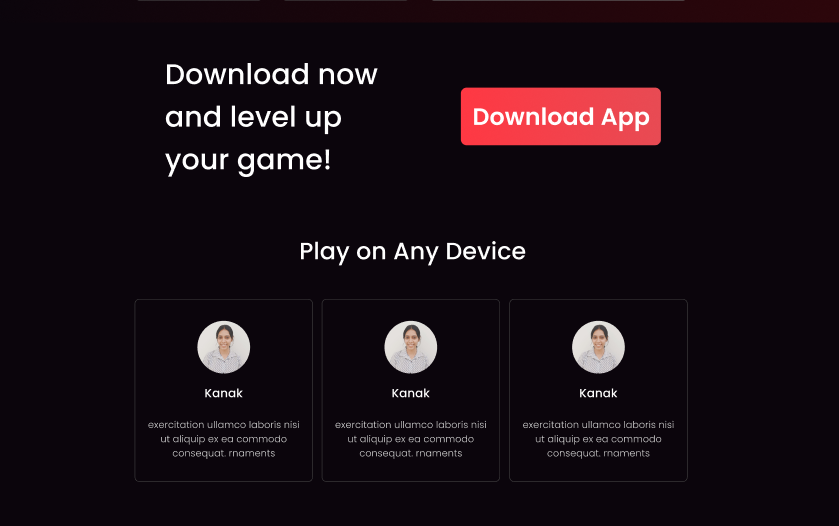 Download now
and level up
your game!
Download App
Play on Any Device
Kanak
exercitation ullamco laboris nisi
ut aliquip ex ea commodo
consequat. rnaments
Kanak
exercitation ullamco laboris nisi
ut aliquip ex ea commodo
consequat. rnaments
Kanak
exercitation ullamco laboris nisi
ut aliquip ex ea commodo
consequat. rnaments